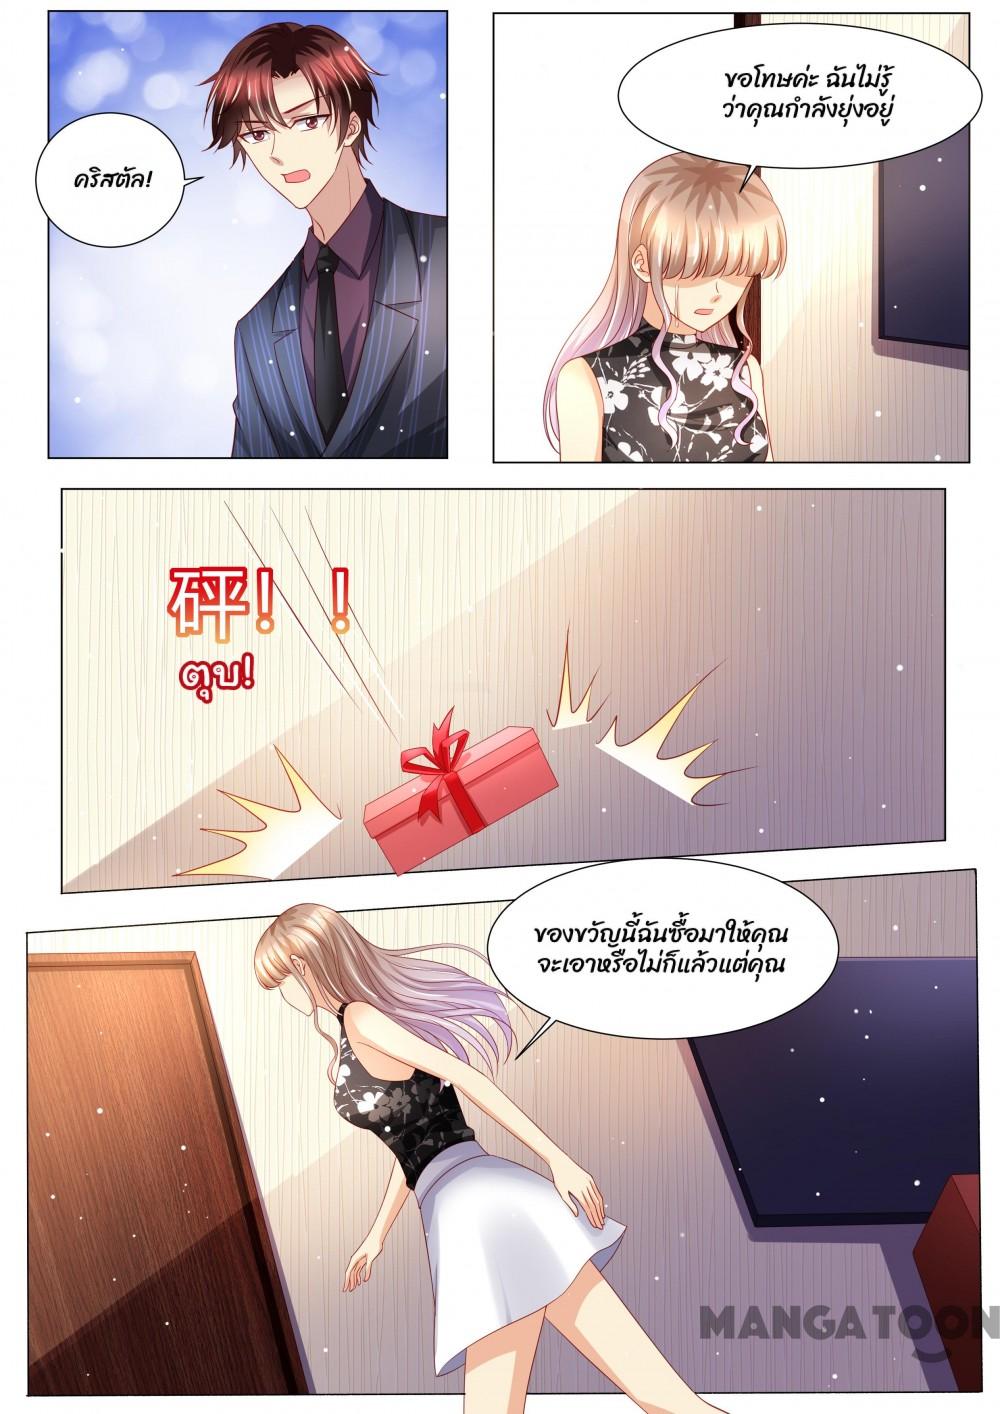 คริสตัล!
ขอโทษค่ะ ฉันไม่รู้
ว่าคุณกำลังยุ่งอยู่
砰！！
ตุบ!
ของขวัญนี้ฉันซื้อมาให้คุณ
จะเอาหรือไม่ก็แล้วแต่คุณ
MANGATOON